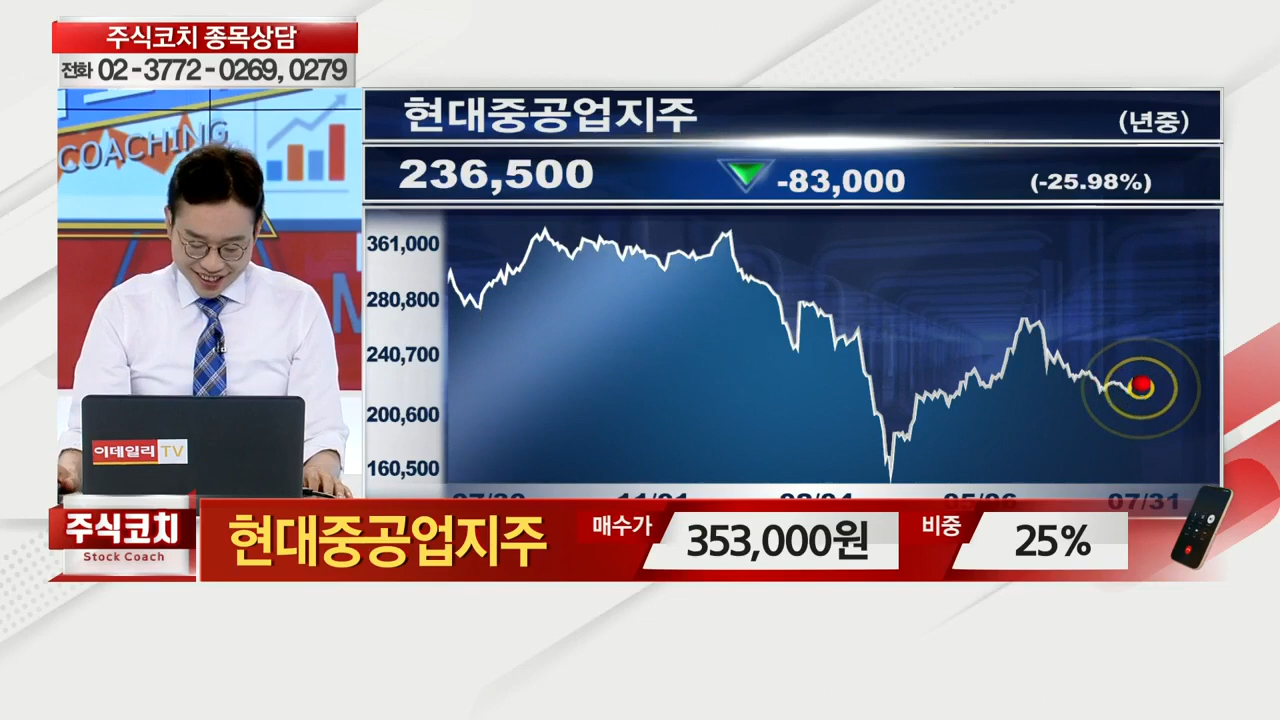 주식코치 종목상담
전화 02-3772-0269, 0279
COACHING
M
현대중공업지주
(년중)
236,500 ▼ -83,000 (-25.98%)
361,000
280,800
240,700
200,600
160,500
07/31
이데일리 TV
주식코치
Stock Coach
현대중공업지주
매수가 353,000원
비중 25%